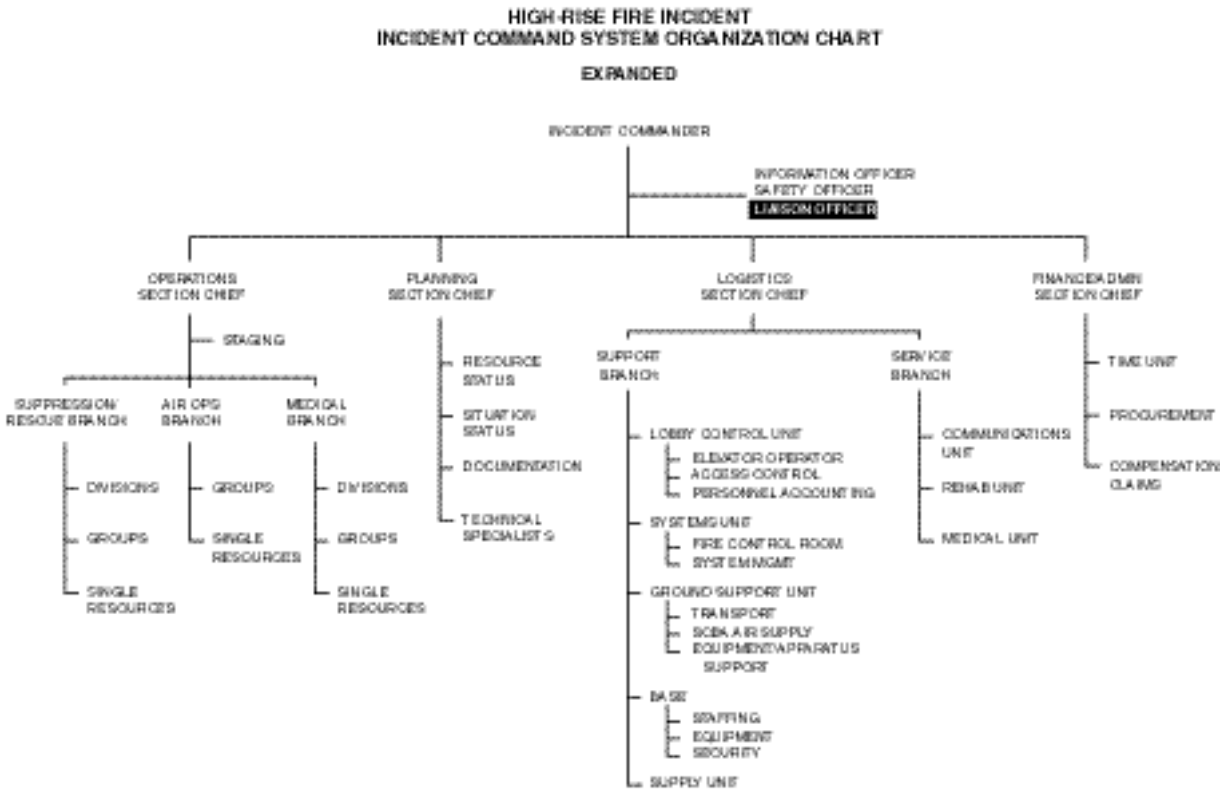 HIGH-RISE FIRE INCIDENT
INCIDENT COMMAND SYSTEM ORGANIZATION CHART
EXPANDED
INCIDENT COMMANDER
INFORMATION OFFICER
SAFETY OFFICER
LIAISON OFFICER
OPERATIONS
SECTION CHIEF
PLANNING
SECTION CHIEF
LOGISTICS
SECTION CHIEF
FINANCE/ADMIN
SECTION CHIEF
STAGING
SUPPRESSION/
RESCUE BRANCH
AIR OPS
BRANCH
MEDICAL
BRANCH
DIVISIONS
GROUPS
SINGLE
RESOURCES
GROUPS
SINGLE
RESOURCES
DIVISIONS
GROUPS
SINGLE
RESOURCES
RESOURCE
STATUS
SITUATION
STATUS
DOCUMENTATION
TECHNICAL
SPECIALISTS
SUPPORT
BRANCH
LOBBY CONTROL UNIT
ELEVATOR OPERATOR
ACCESS CONTROL
PERSONNEL ACCOUNTING
SYSTEMS UNIT
FIRE CONTROL ROOM
SYSTEM MGMT
GROUND SUPPORT UNIT
TRANSPORT
SCBA AIR SUPPLY
EQUIPMENT/APPARATUS
SUPPORT
BASE
STAFFING
EQUIPMENT
SECURITY
SUPPLY UNIT
SERVICE
BRANCH
COMMUNICATIONS
UNIT
REHAB UNIT
MEDICAL UNIT
TIME UNIT
PROCUREMENT
COMPENSATION
CLAIMS